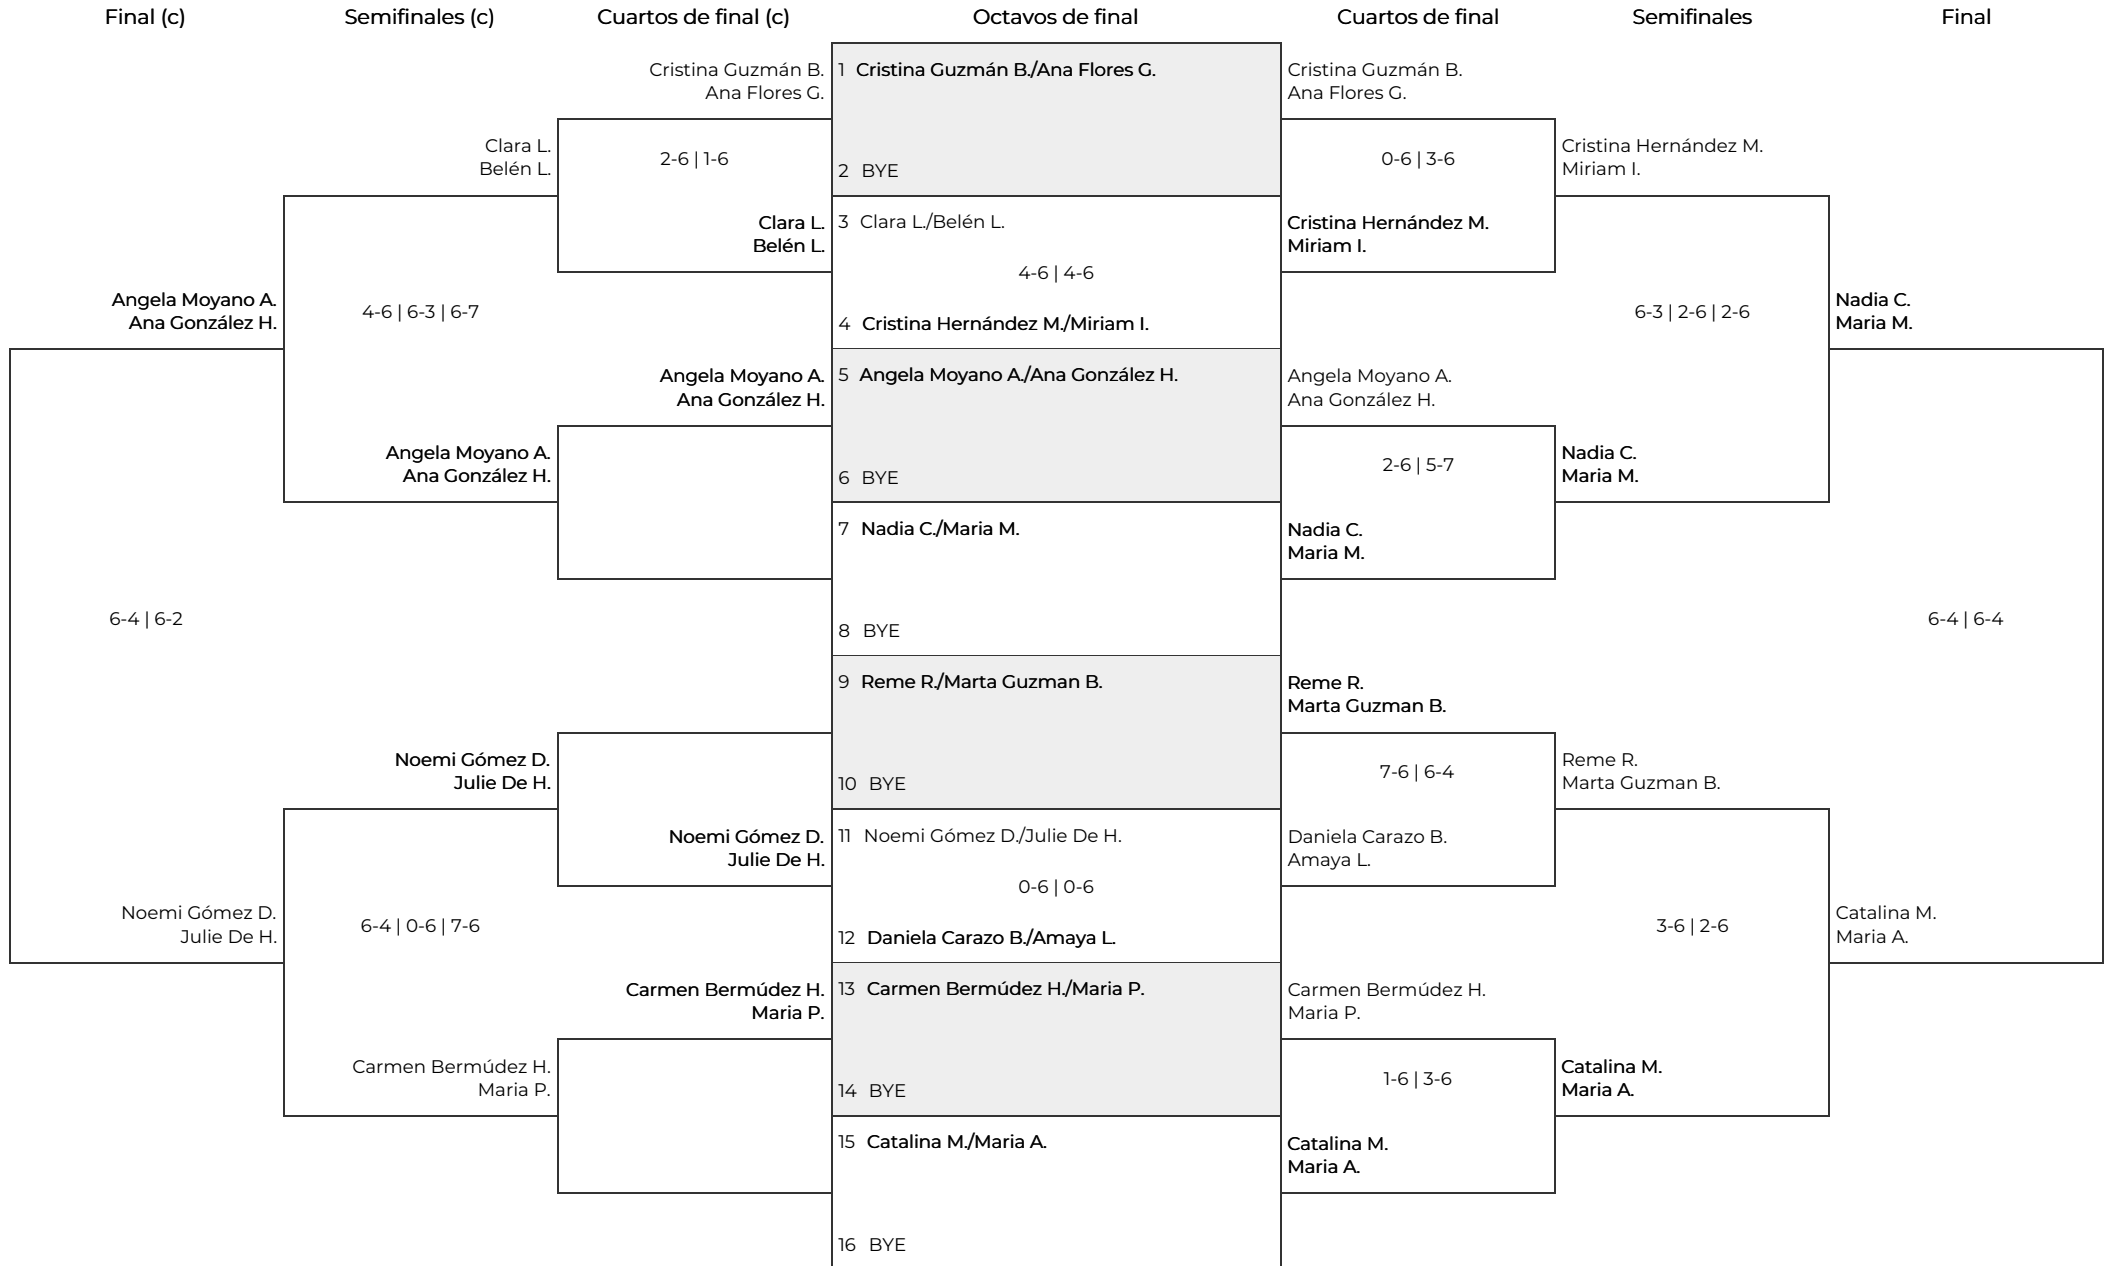 Final (c) Semifinales (c) Cuartos de final (c) Octavos de final Cuartos de final Semifinales Final
Cristina Guzmán B.
Ana Flores G.
1 Cristina Guzmán B./Ana Flores G.
Cristina Guzmán B.
Ana Flores G.
Clara L.
Belén L.
2-6 | 1-6
2 BYE
0-6 | 3-6
Cristina Hernández M.
Miriam I.
Clara L.
Belén L.
3 Clara L./Belén L.
4-6 | 4-6
Cristina Hernández M.
Miriam I.
Angela Moyano A.
Ana González H.
4-6 | 6-3 | 6-7
4 Cristina Hernández M./Miriam I.
6-3 | 2-6 | 2-6
Nadia C.
Maria M.
Angela Moyano A.
Ana González H.
5 Angela Moyano A./Ana González H.
Angela Moyano A.
Ana González H.
Angela Moyano A.
Ana González H.
6 BYE
2-6 | 5-7
Nadia C.
Maria M.
7 Nadia C./Maria M.
Nadia C.
Maria M.
6-4 | 6-2
8 BYE
6-4 | 6-4
9 Reme R./Marta Guzman B.
Reme R.
Marta Guzman B.
Noemi Gómez D.
Julie De H.
10 BYE
7-6 | 6-4
Reme R.
Marta Guzman B.
Noemi Gómez D.
Julie De H.
11 Noemi Gómez D./Julie De H.
0-6 | 0-6
Daniela Carazo B.
Amaya L.
Noemi Gómez D.
Julie De H.
6-4 | 0-6 | 7-6
12 Daniela Carazo B./Amaya L.
3-6 | 2-6
Catalina M.
Maria A.
Carmen Bermúdez H.
Maria P.
13 Carmen Bermúdez H./Maria P.
Carmen Bermúdez H.
Maria P.
Carmen Bermúdez H.
Maria P.
14 BYE
1-6 | 3-6
Catalina M.
Maria A.
15 Catalina M./Maria A.
Catalina M.
Maria A.
16 BYE